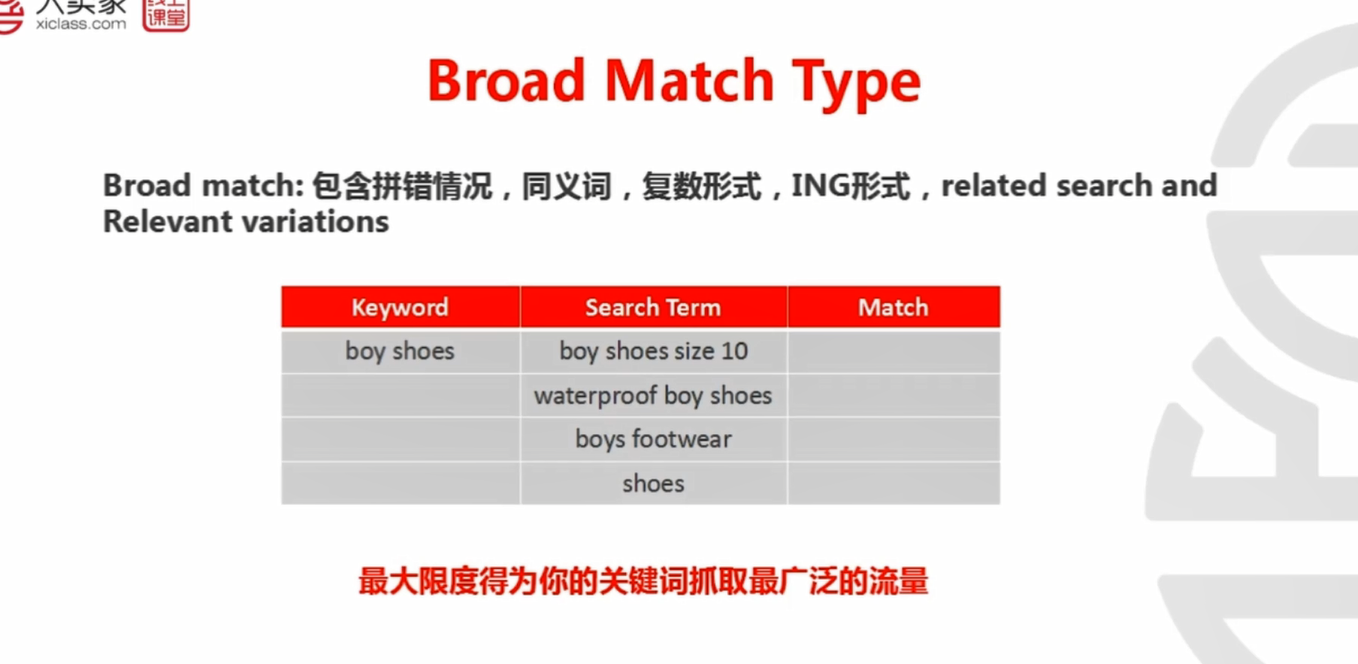 大卖家
线上
xiclass.com
课堂
Broad Match Type
Broad match: 包含拼错情况，同义词，复数形式，ING形式，related search and
Relevant variations
Keyword Search Term Match
boy shoes boy shoes size 10
waterproof boy shoes
boys footwear
shoes
最大限度得为你的关键词抓取最广泛的流量